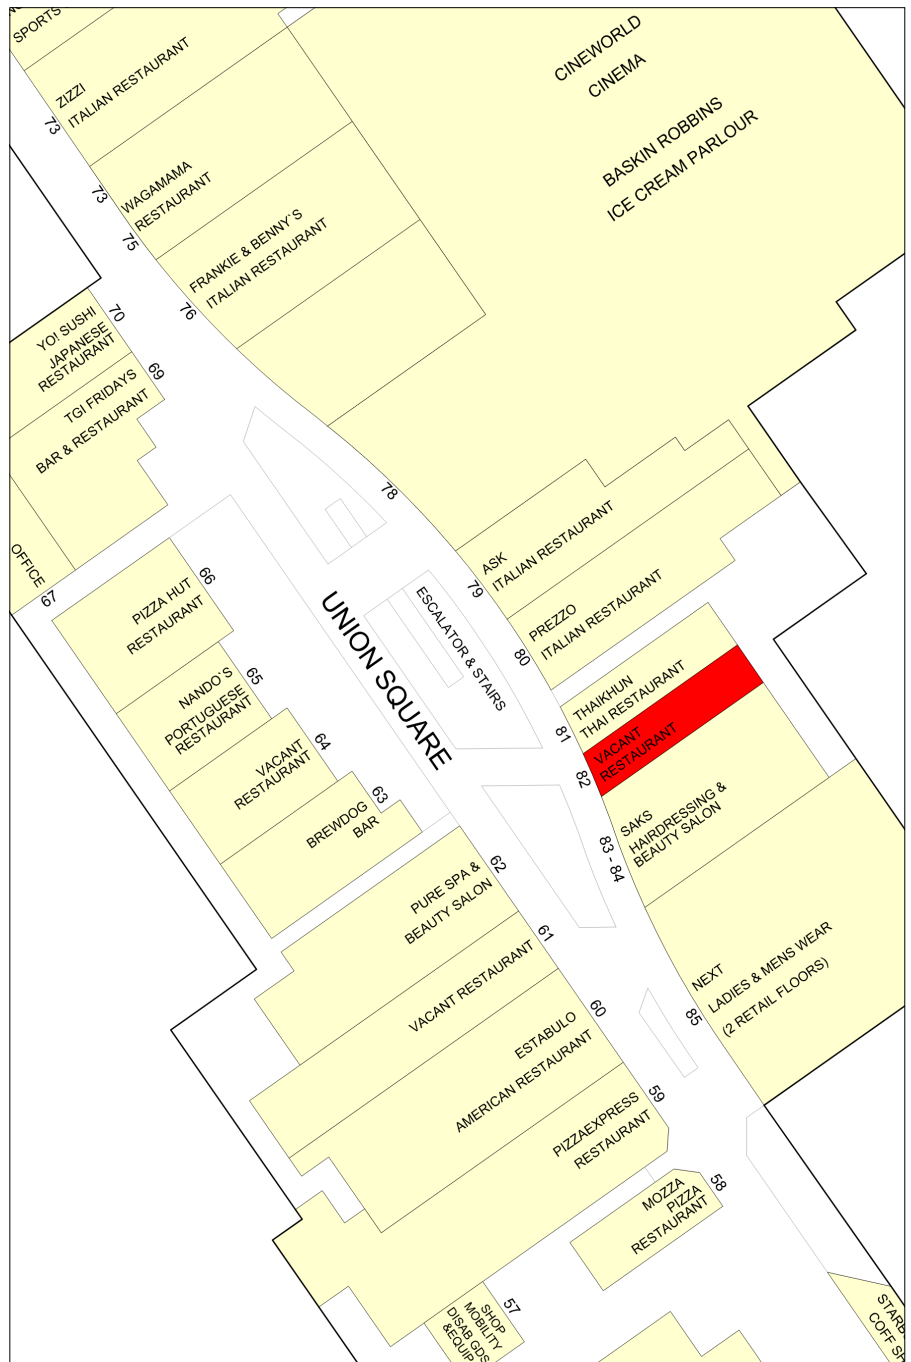 SPORTS
ZIZZI
ITALIAN RESTAURANT
73
WAGAMAMA
RESTAURANT
73
75
FRANKIE & BENNY`S
ITALIAN RESTAURANT
76
CINEWORLD
CINEMA
BASKIN ROBBINS
ICE CREAM PARLOUR
YO! SUSHI
JAPANESE
RESTAURANT
70
TGI FRIDAYS
BAR & RESTAURANT
69
OFFICE
67
78
ASK
ITALIAN RESTAURANT
79
PREZZO
ITALIAN RESTAURANT
80
THAIKHUN
THAI RESTAURANT
81
VACANT
RESTAURANT
82
SAKS
HAIRDRESSING &
BEAUTY SALON
83 - 84
NEXT
LADIES & MENS WEAR
(2 RETAIL FLOORS)
85
UNION SQUARE
ESCALATOR & STAIRS
PIZZA HUT
RESTAURANT
66
NANDO`S
PORTUGUESE
RESTAURANT
65
VACANT
RESTAURANT
64
BREWDOG
BAR
63
PURE SPA &
BEAUTY SALON
62
VACANT RESTAURANT
61
ESTABULO
AMERICAN RESTAURANT
60
PIZZAEXPRESS
RESTAURANT
59
MOZZA
PIZZA
RESTAURANT
58
SHOP
MOBILITY
DISAB GDS
&EQUIP
57